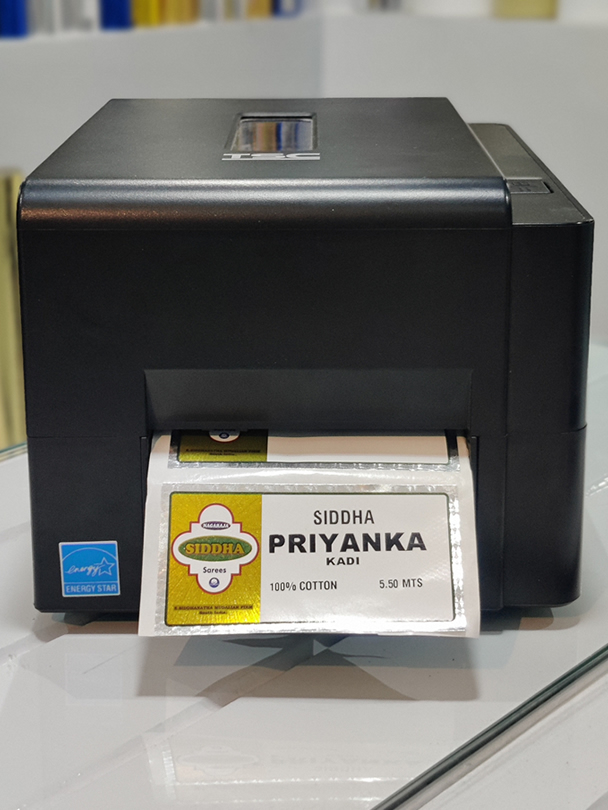 TSC
SIDDHA
PRIYANKA
KADI
100% COTTON 5.50 MTS
NAGARAJA
SIDDHA
Sarees
energy
ENERGY STAR